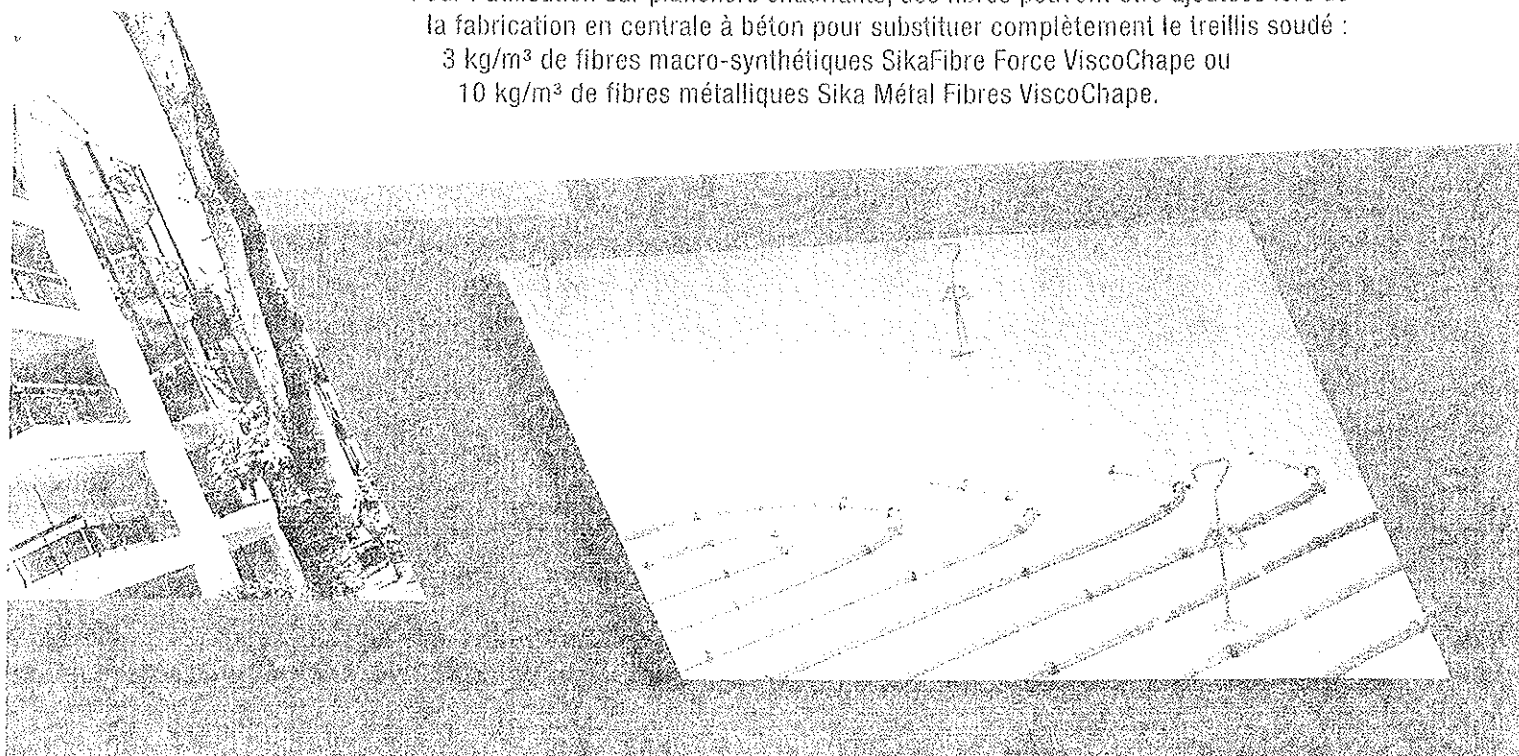 la fabrication en centrale à béton pour substituer complètement le treillis soudé :
3 kg/m³ de fibres macro-synthétiques SikaFibre Force ViscoChape ou
10 kg/m³ de fibres métalliques Sika Métal Fibres ViscoChape.